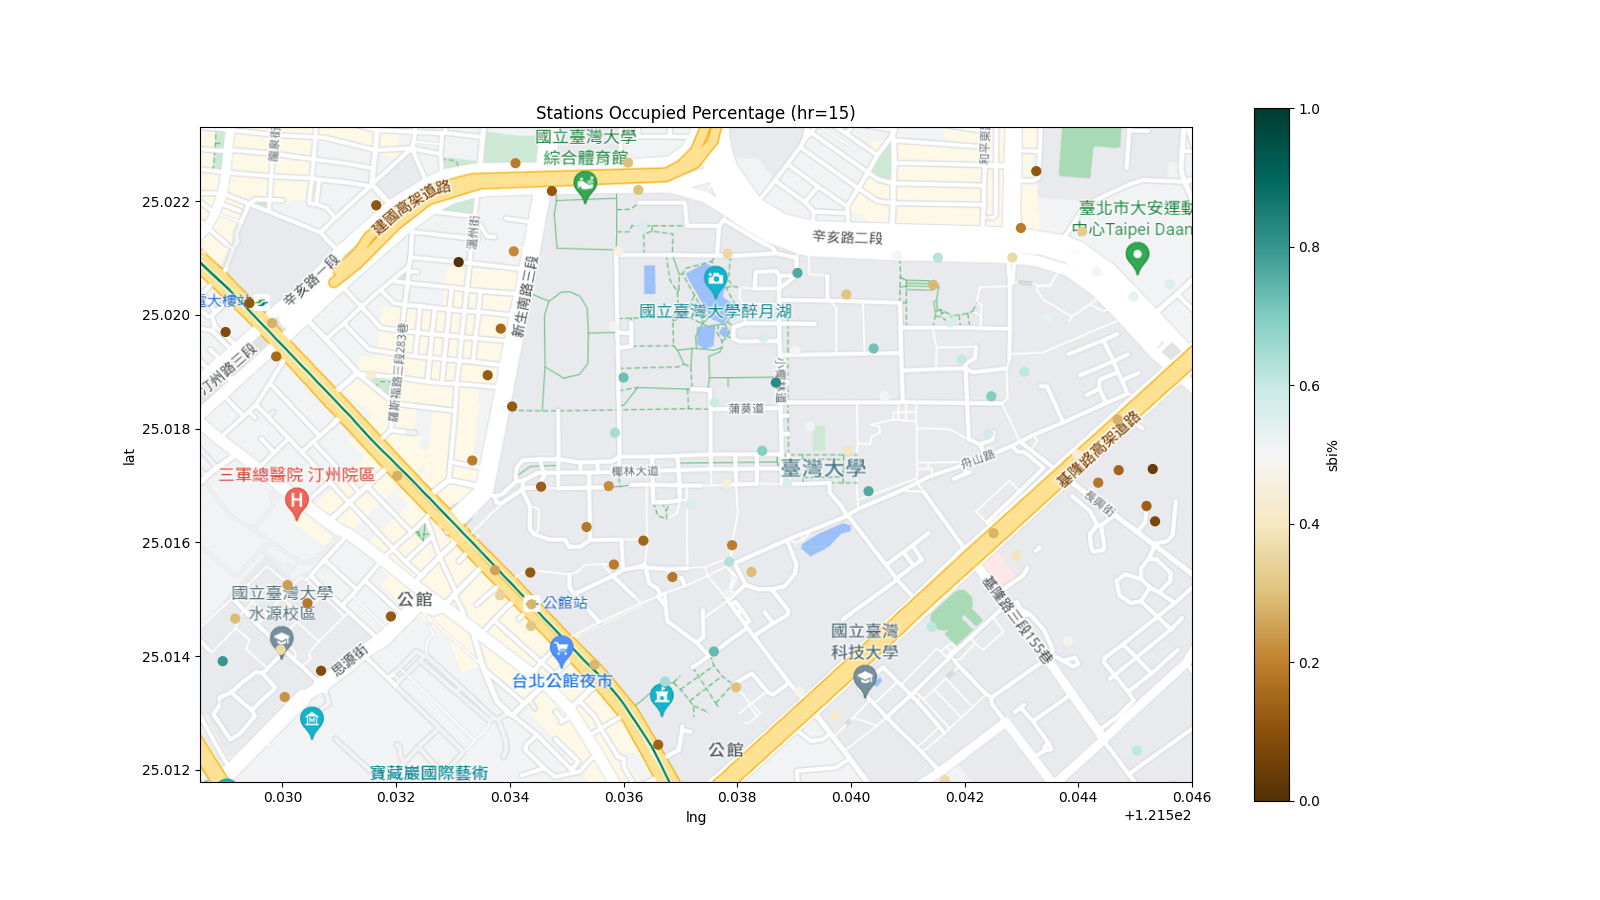 Stations Occupied Percentage (hr=15)
1.0
國立臺灣大學
綜合體育館
龍泉街
建國高架道路
25.022
臺北市大安運動
中心Taipei Daan
溫州街
辛亥路二段
0.8
辛亥路一段
新生南路三段
電大樓站
國立臺灣大學醉月湖
25.020
羅斯福路三段283巷
汀州路三段
小椰林道
0.6
蒲葵道
25.018
基隆路高架道路
lat
sbi%
三軍總醫院 汀州院區
椰林大道
臺灣大學
舟山路
長興街
25.016
0.4
國立臺灣大學
水源校區
公館
公館站
基隆路三段155巷
國立臺灣
科技大學
25.014
思源街
台北公館夜市
0.2
公館
25.012
寶藏巖國際藝術
0.030
0.032
0.034
0.036
0.038
0.040
0.042
0.044
0.046
0.0
lng
+1.215e2